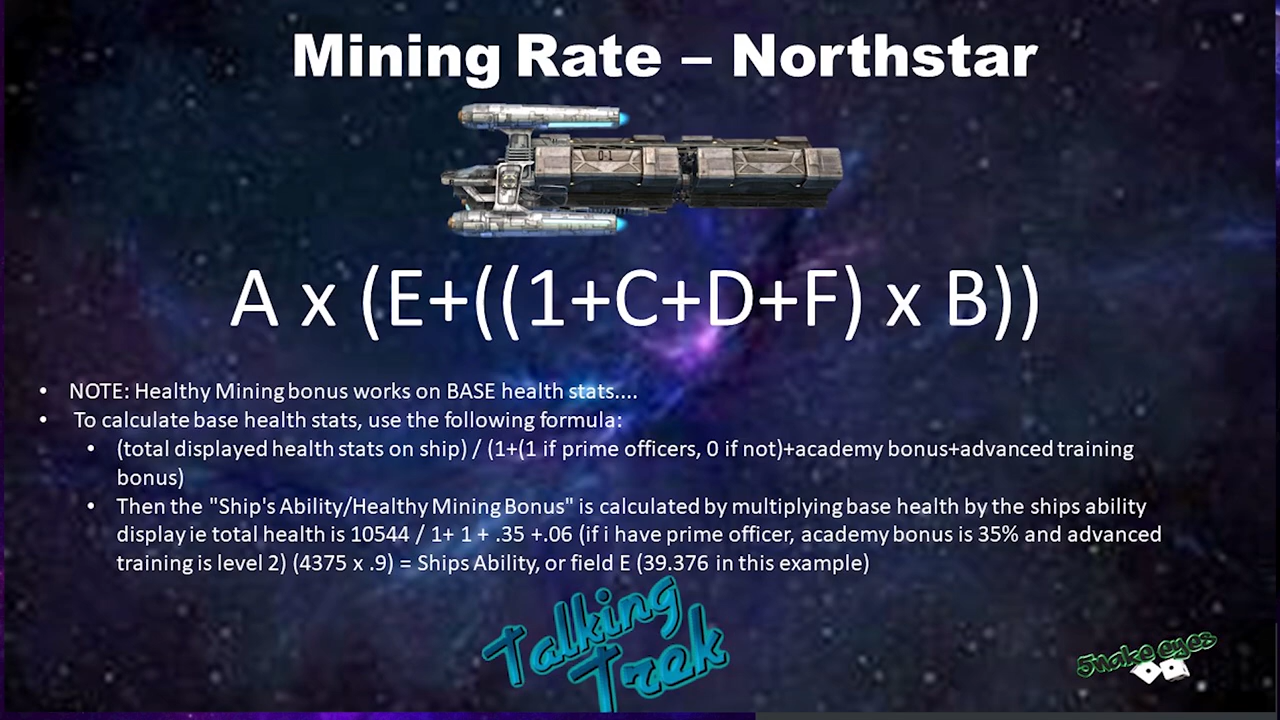 Mining Rate – Northstar
0-1
A x (E+((1+C+D+F) x B))
• NOTE: Healthy Mining bonus works on BASE health stats....
• To calculate base health stats, use the following formula:
• (total displayed health stats on ship) / (1+(1 if prime officers, 0 if not)+academy bonus+advanced training
bonus)
• Then the "Ship's Ability/Healthy Mining Bonus" is calculated by multiplying base health by the ships ability
display ie total health is 10544 / 1+ 1 + .35 +.06 (if i have prime officer, academy bonus is 35% and advanced
training is level 2) (4375 x .9) = Ships Ability, or field E (39.376 in this example)
Talking
Trek
5nake eyes